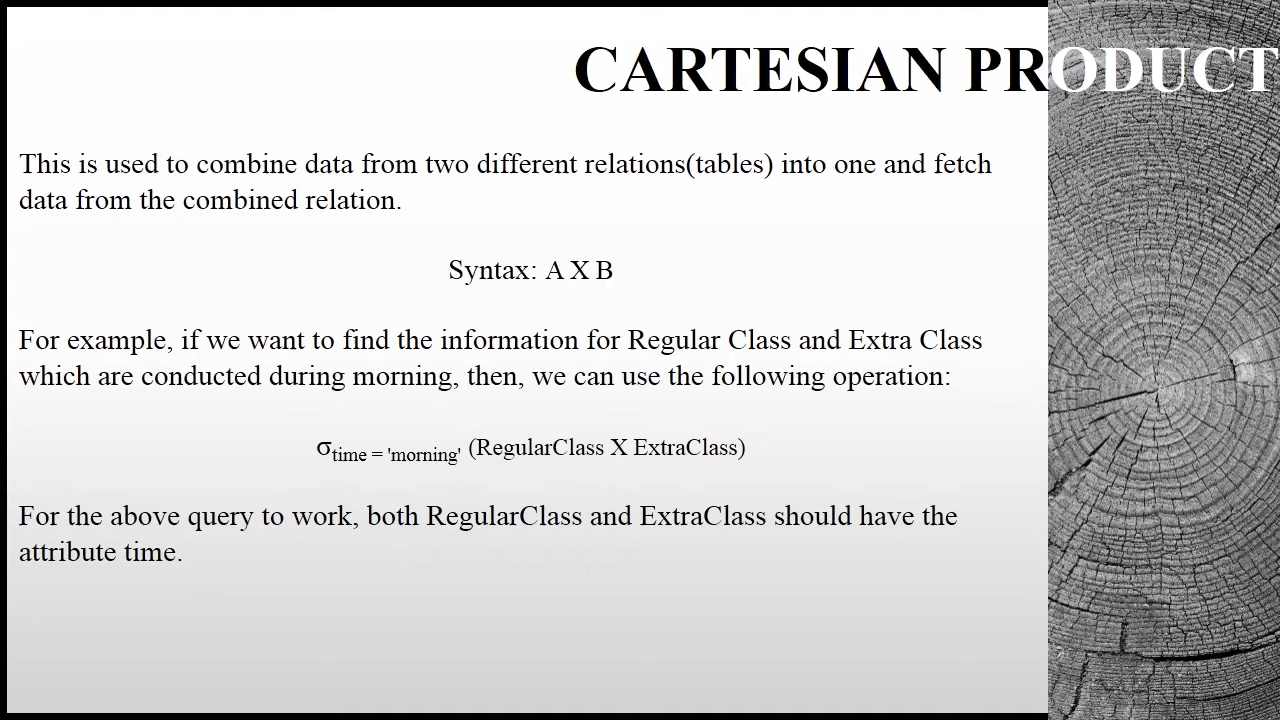 CARTESIAN PRODUCT
This is used to combine data from two different relations(tables) into one and fetch
data from the combined relation.
Syntax: A X B
For example, if we want to find the information for Regular Class and Extra Class
which are conducted during morning, then, we can use the following operation:
σtime = 'morning' (RegularClass X ExtraClass)
For the above query to work, both RegularClass and ExtraClass should have the
attribute time.